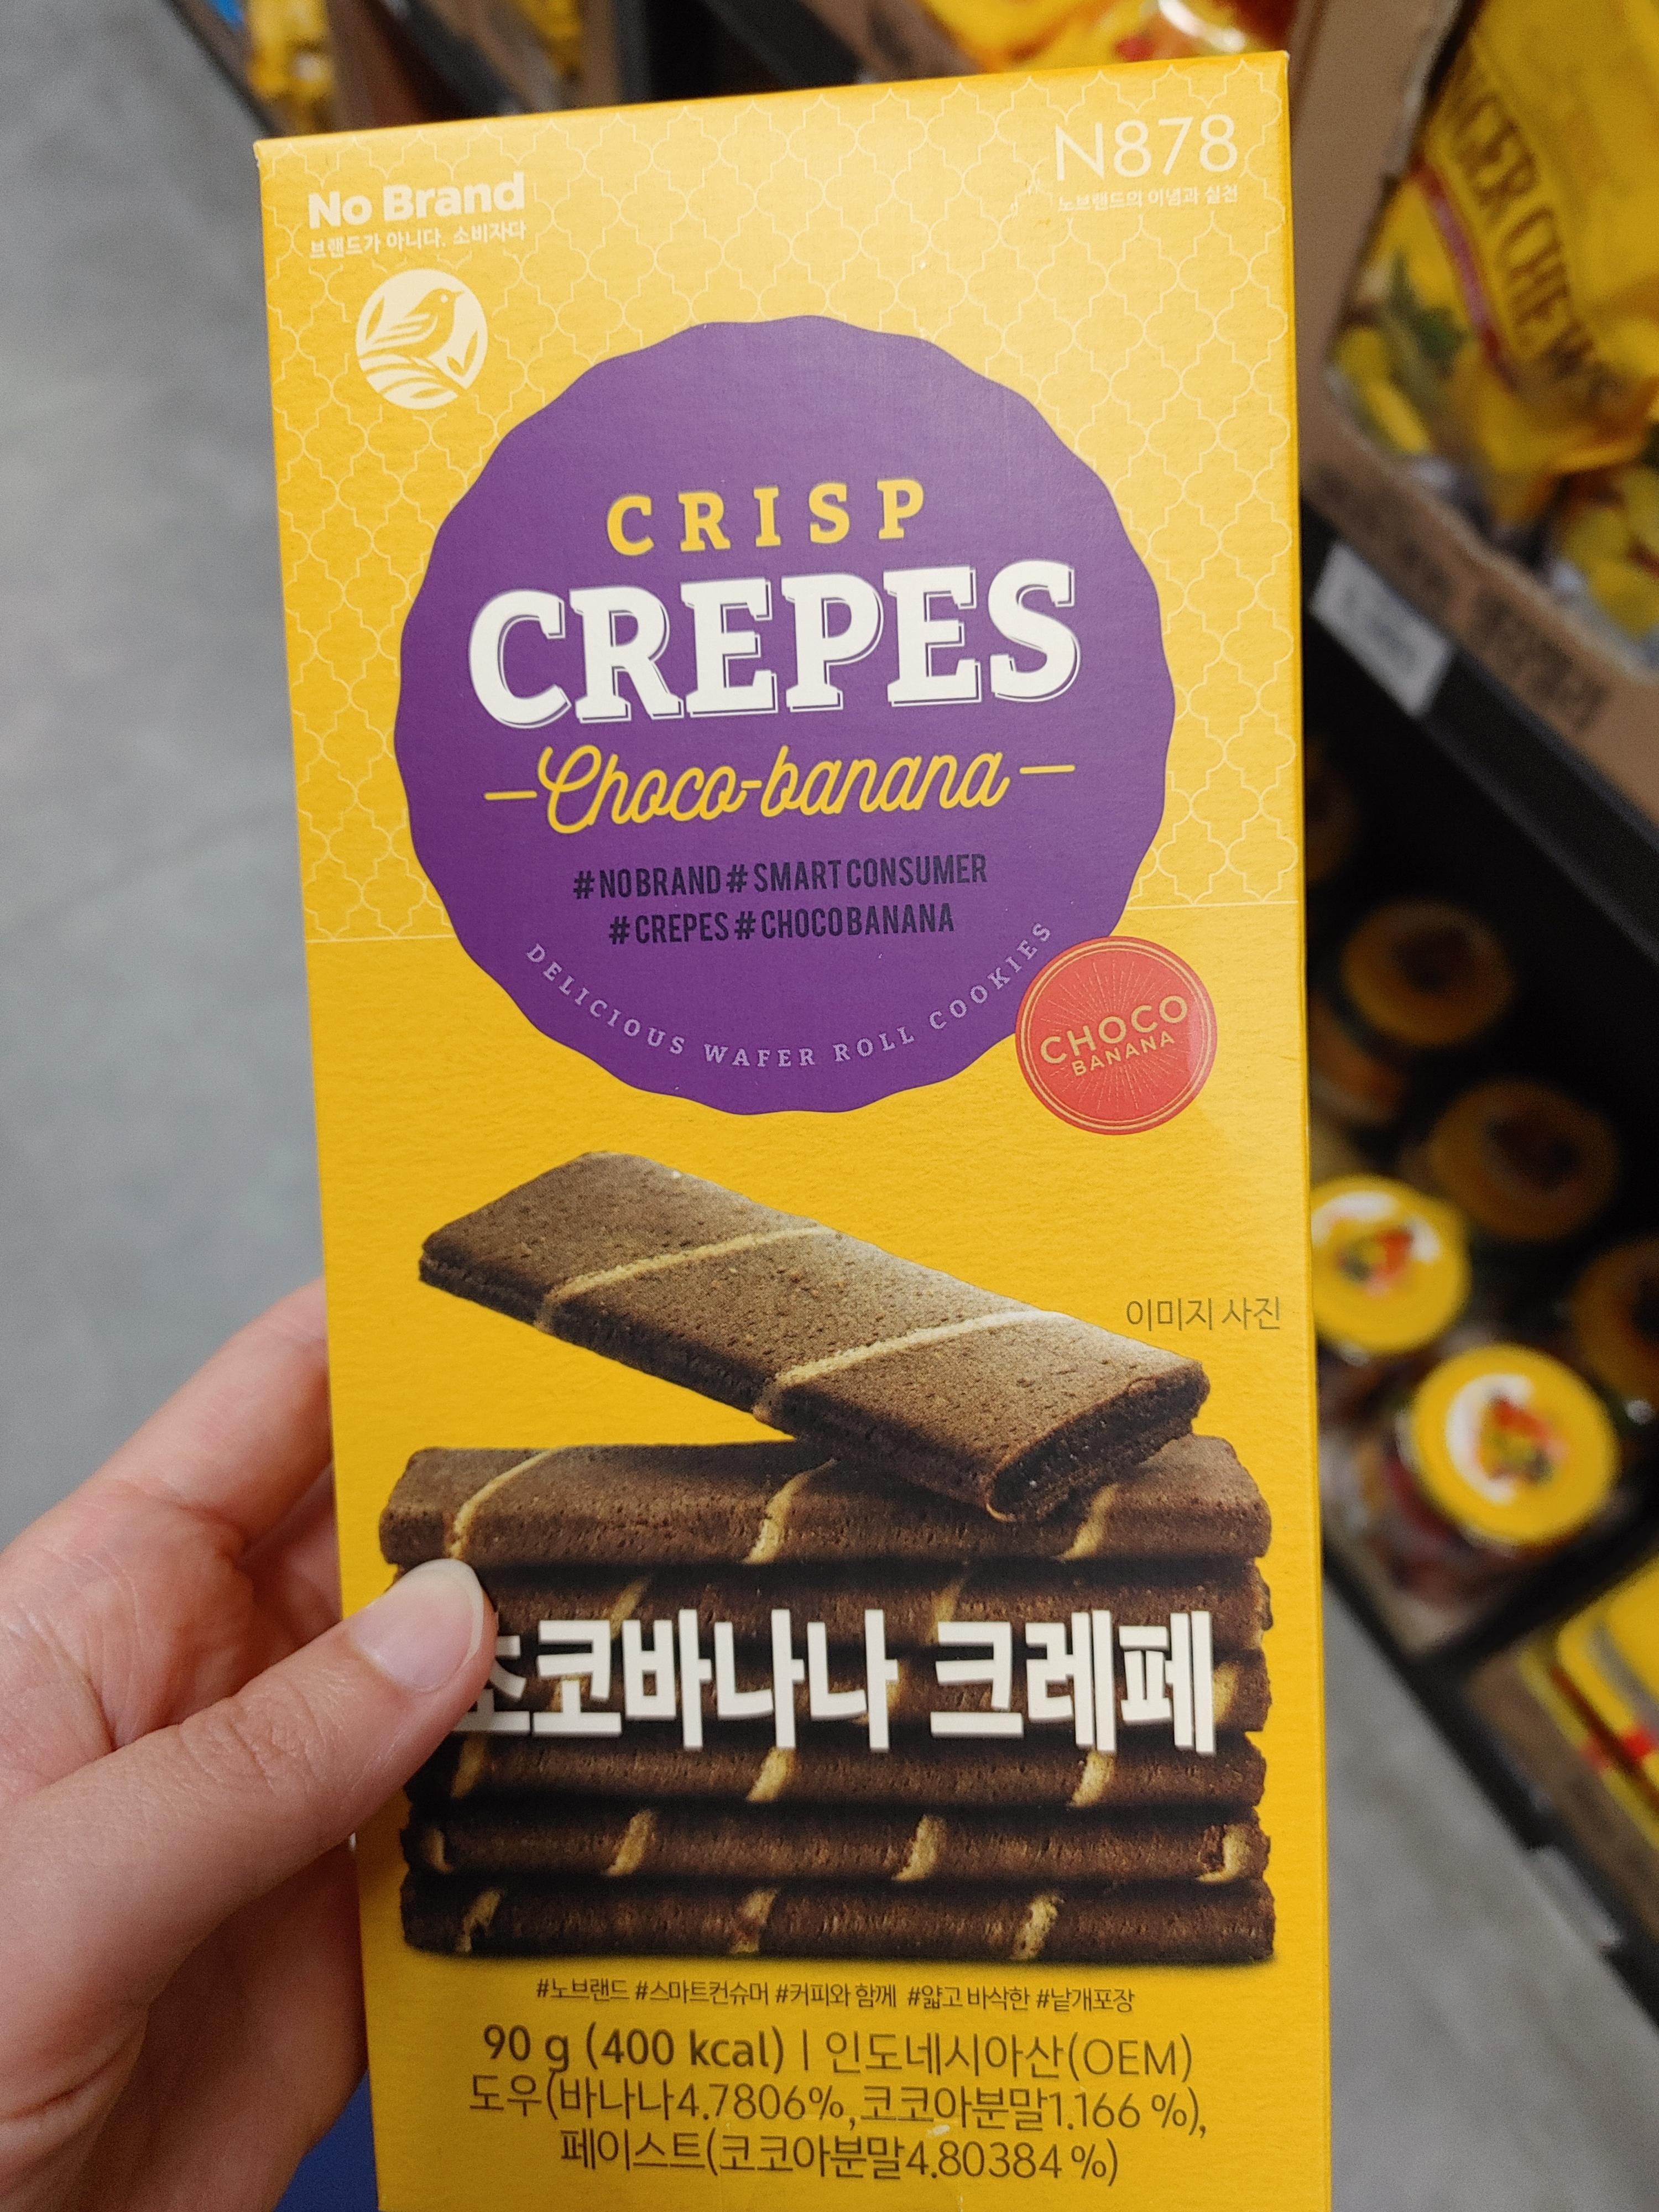 No Brand
브랜드가 아니다. 소비자다
N878
노브랜드의 이념과 실천
CRISP
CREPES
Choco-banana
#NOBRAND #SMART CONSUMER
#CREPES #CHOCOBANANA
DELICIOUS WAFER ROLL COOKIES
CHOCO
BANANA
이미지 사진
초코바나나 크레페
#노브랜드 #스마트컨슈머 #커피와 함께 #얇고 바삭한 #낱개포장
90 g (400 kcal) | 인도네시아산(OEM)
도우(바나나4.7806%,코코아분말1.166 %),
페이스트(코코아분말4.80384 %)
CHEWS